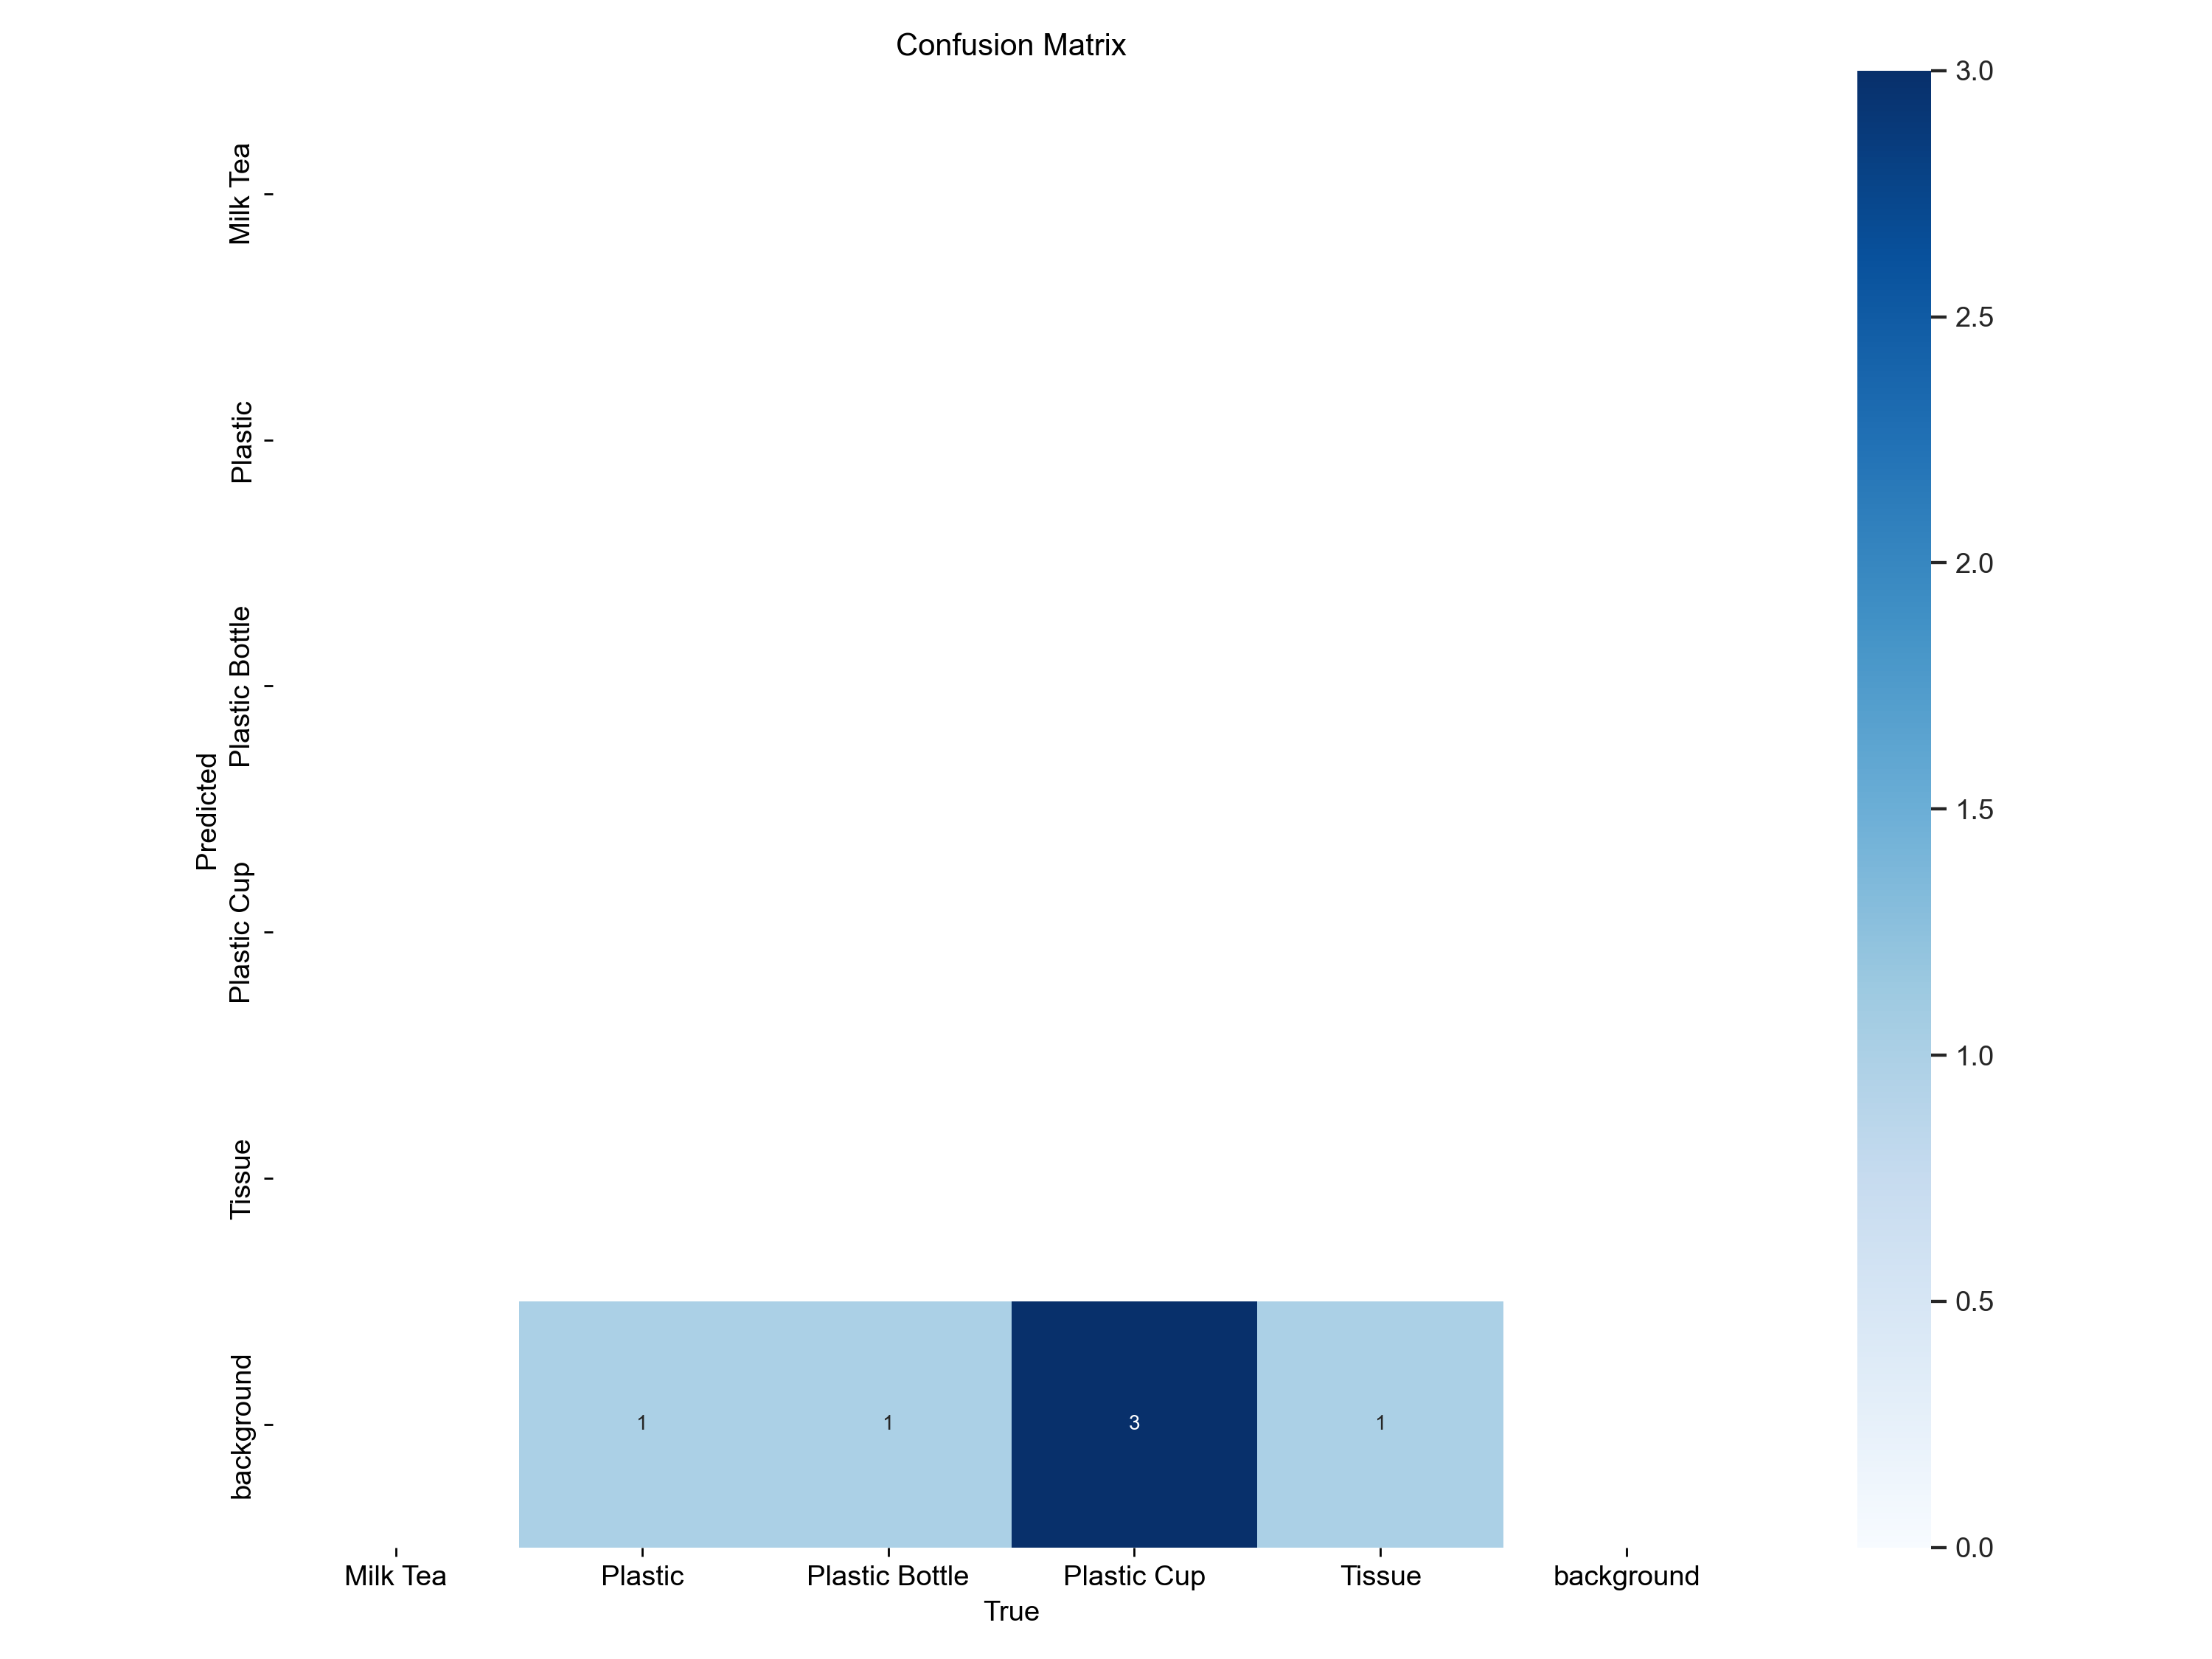 Confusion Matrix
Predicted
Milk Tea
Plastic
Plastic Bottle
Plastic Cup
Tissue
background
1 1 3 1
Milk Tea Plastic Plastic Bottle Plastic Cup Tissue background
True
3.0
2.5
2.0
1.5
1.0
0.5
0.0